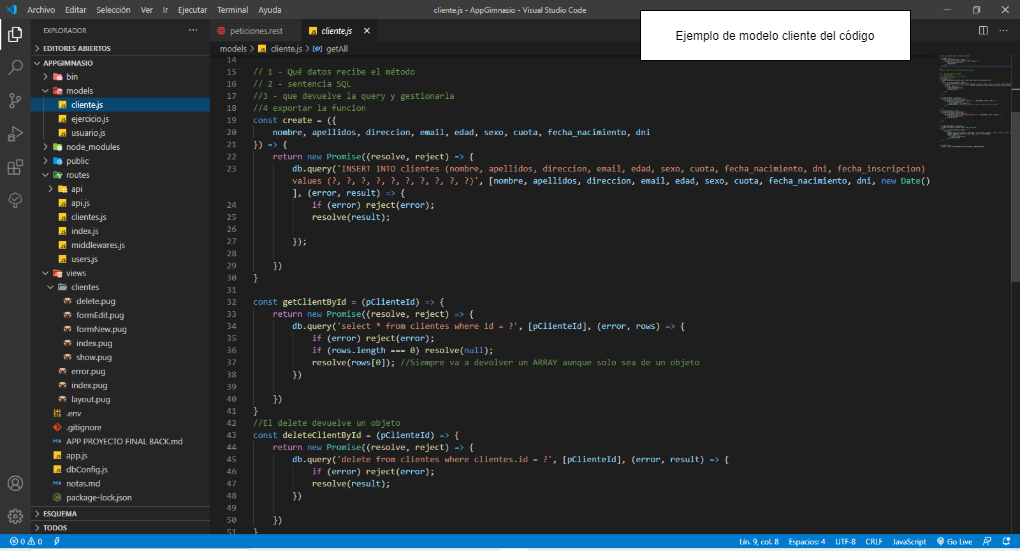 Archivo Editar Selección Ver Ir Ejecutar Terminal Ayuda
cliente.js - AppGimnasio - Visual Studio Code
Ejemplo de modelo cliente del código
EXPLORADOR
EDITORES ABIERTOS
APPGIMNASIO
bin
models
cliente.js
ejercicio.js
usuario.js
node_modules
public
routes
api
api.js
clientes.js
index.js
middlewares.js
users.js
views
clientes
delete.pug
formEdit.pug
formNew.pug
index.pug
show.pug
error.pug
index.pug
layout.pug
.env
.gitignore
APP PROYECTO FINAL BACK.md
app.js
dbConfig.js
notas.md
package-lock.json
ESQUEMA
TODOS
peticiones.rest cliente.js
models > cliente.js > getAll
14
15 // 1 - Qué datos recibe el método
16 // 2 - sentencia SQL
17 //3 - que devuelve la query y gestionarla
18 //4 exportar la funcion
19 const create = ({
20 nombre, apellidos, direccion, email, edad, sexo, cuota, fecha_nacimiento, dni
21 }) => {
22 return new Promise((resolve, reject) => {
23 db.query('INSERT INTO clientes (nombre, apellidos, direccion, email, edad, sexo, cuota, fecha_nacimiento, dni, fecha_inscripcion)
values (?, ?, ?, ?, ?, ?, ?, ?, ?, ?)', [nombre, apellidos, direccion, email, edad, sexo, cuota, fecha_nacimiento, dni, new Date()
], (error, result) => {
24 if (error) reject(error);
25 resolve(result);
26
27 });
28
29 })
30 }
31
32 const getClientById = (pClienteId) => {
33 return new Promise((resolve, reject) => {
34 db.query('select * from clientes where id = ?', [pClienteId], (error, rows) => {
35 if (error) reject(error);
36 if (rows.length === 0) resolve(null);
37 resolve(rows[0]); //Siempre va a devolver un ARRAY aunque solo sea de un objeto
38 })
39
40 })
41 }
42 //El delete devuelve un objeto
43 const deleteClientById = (pClienteId) => {
44 return new Promise((resolve, reject) => {
45 db.query('delete from clientes where clientes.id = ?', [pClienteId], (error, result) => {
46 if (error) reject(error);
47 resolve(result);
48 })
49
50 })
51 }
0 0
Lín. 9, col. 8 Espacios: 4 UTF-8 CRLF JavaScript Go Live